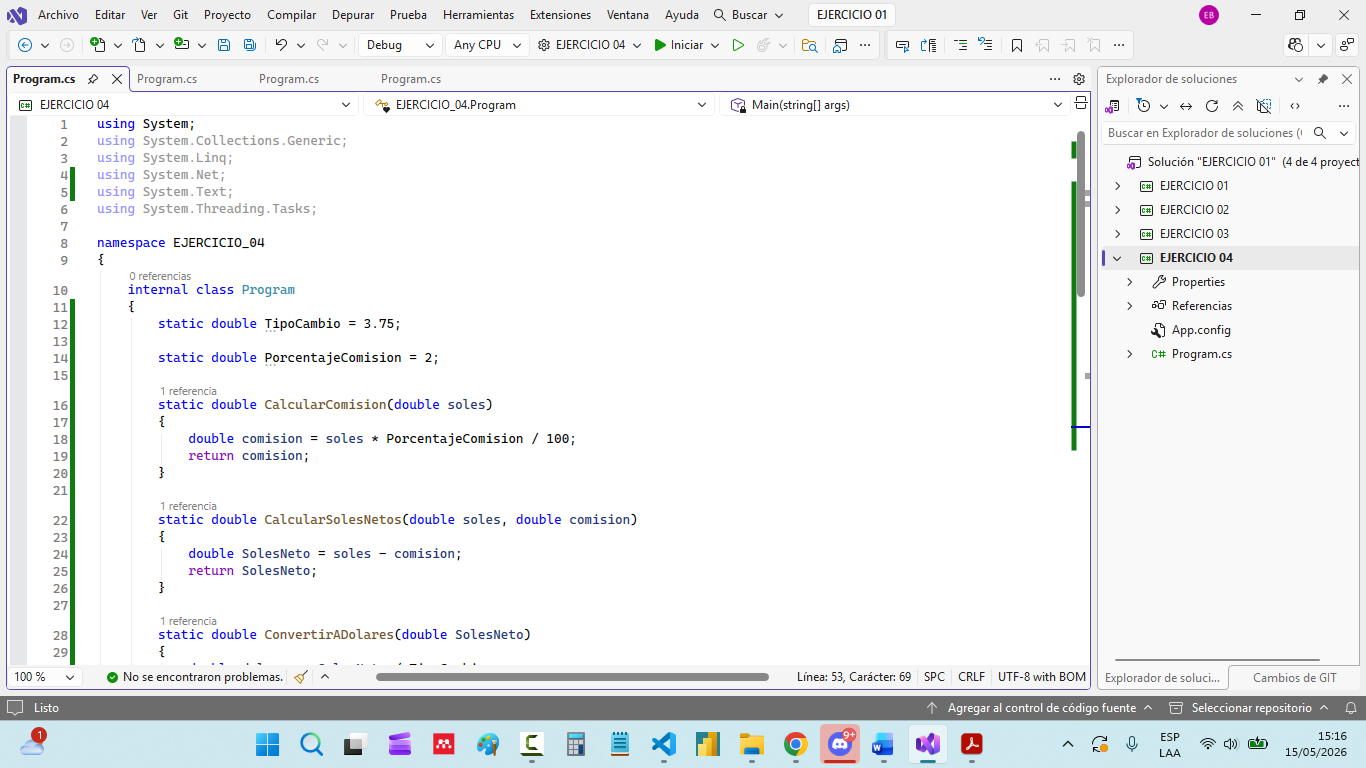 Archivo Editar Ver Git Proyecto Compilar Depurar Prueba Herramientas Extensiones Ventana Ayuda Buscar EJERCICIO 01 EB
Debug Any CPU EJERCICIO 04 Iniciar
Program.cs Program.cs Program.cs Program.cs
EJERCICIO 04 EJERCICIO_04.Program Main(string[] args)
1 using System;
2 using System.Collections.Generic;
3 using System.Linq;
4 using System.Net;
5 using System.Text;
6 using System.Threading.Tasks;
7
8 namespace EJERCICIO_04
9 {
0 referencias
10 internal class Program
11 {
12 static double TipoCambio = 3.75;
13
14 static double PorcentajeComision = 2;
15
1 referencia
16 static double CalcularComision(double soles)
17 {
18 double comision = soles * PorcentajeComision / 100;
19 return comision;
20 }
21
1 referencia
22 static double CalcularSolesNetos(double soles, double comision)
23 {
24 double SolesNeto = soles - comision;
25 return SolesNeto;
26 }
27
1 referencia
28 static double ConvertirADolares(double SolesNeto)
29 {
100 % No se encontraron problemas. Línea: 53, Carácter: 69 SPC CRLF UTF-8 with BOM
Explorador de soluciones
Buscar en Explorador de soluciones (
Solución "EJERCICIO 01" (4 de 4 proyect
EJERCICIO 01
EJERCICIO 02
EJERCICIO 03
EJERCICIO 04
Properties
Referencias
App.config
C# Program.cs
Explorador de soluci... Cambios de GIT
Listo Agregar al control de código fuente Seleccionar repositorio
1 9+ ESP LAA 15:16
15/05/2026